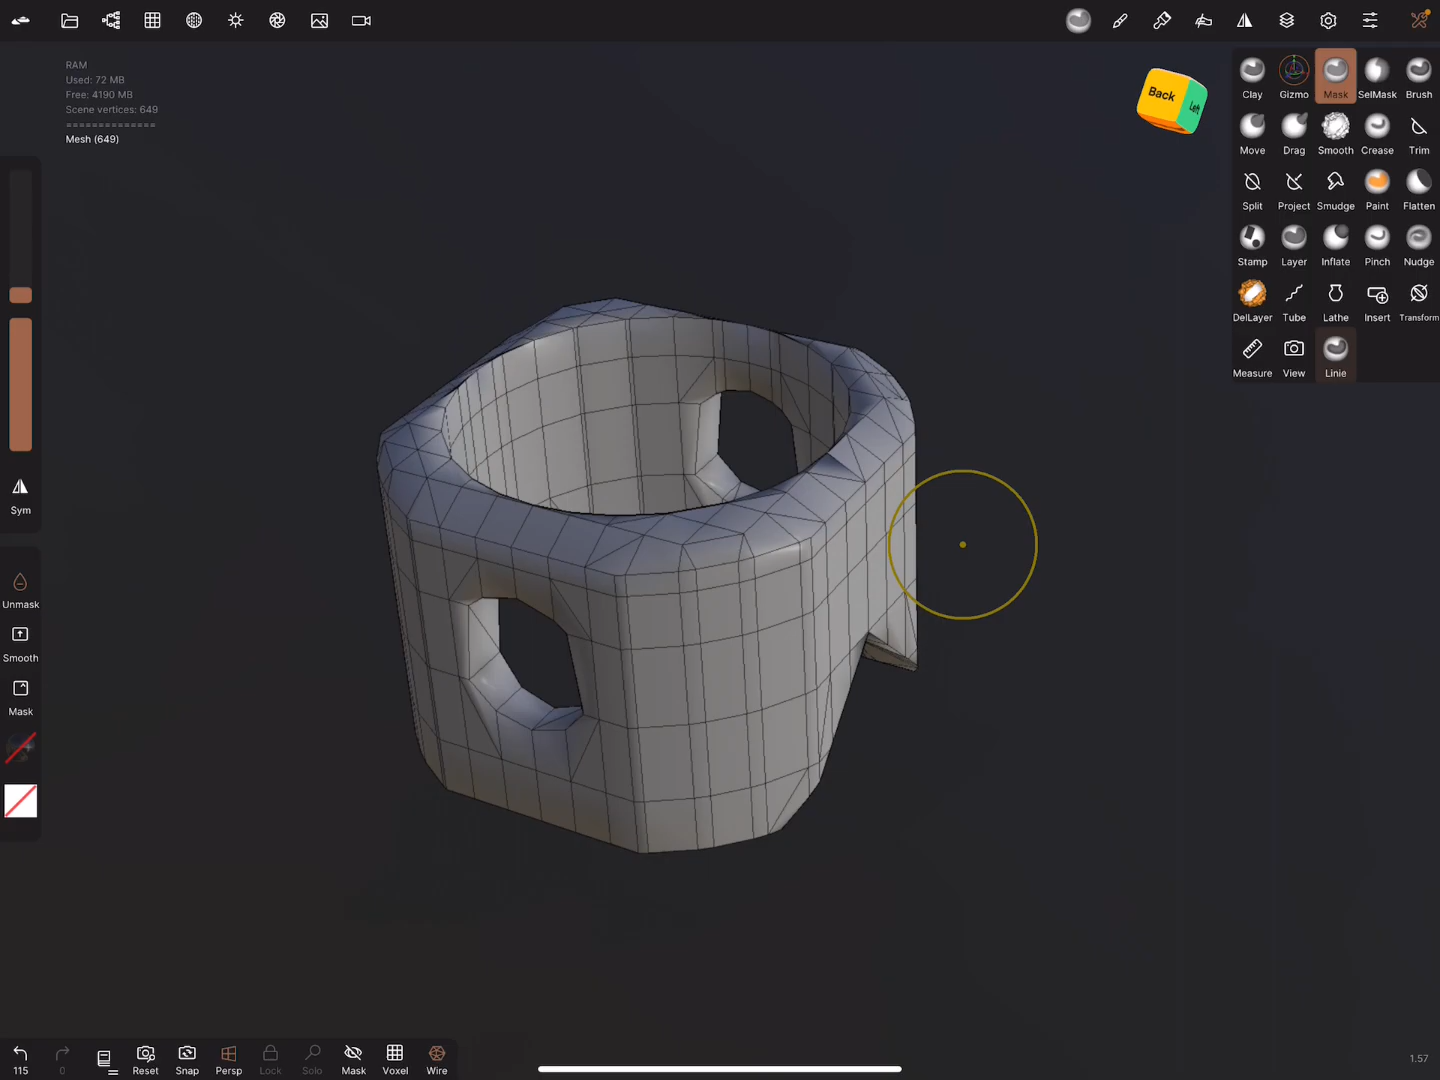 RAM
Used: 72 MB
Free: 4190 MB
Scene vertices: 649
==============
Mesh (649)
Back
Left
Clay Gizmo Mask SelMask Brush
Move Drag Smooth Crease Trim
Split Project Smudge Paint Flatten
Stamp Layer Inflate Pinch Nudge
DelLayer Tube Lathe Insert Transform
Measure View Linie
Sym
Unmask
Smooth
Mask
115 0 Reset Snap Persp Lock Solo Mask Voxel Wire
1.57